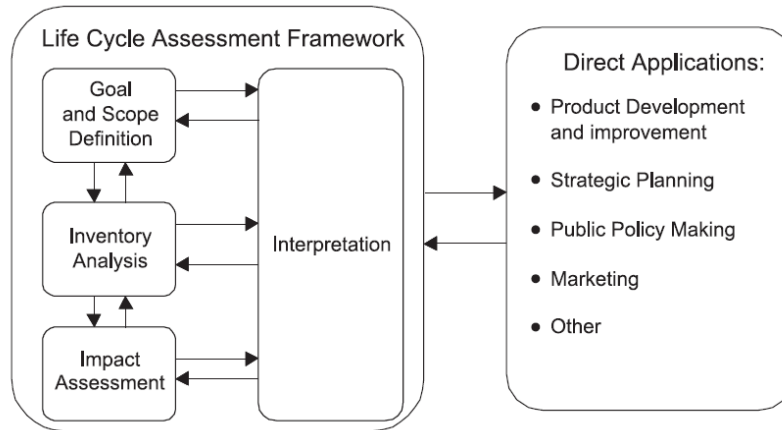 Life Cycle Assessment Framework
Goal
and Scope
Definition
Inventory
Analysis
Impact
Assessment
Interpretation
Direct Applications:
● Product Development
and improvement
● Strategic Planning
● Public Policy Making
● Marketing
● Other